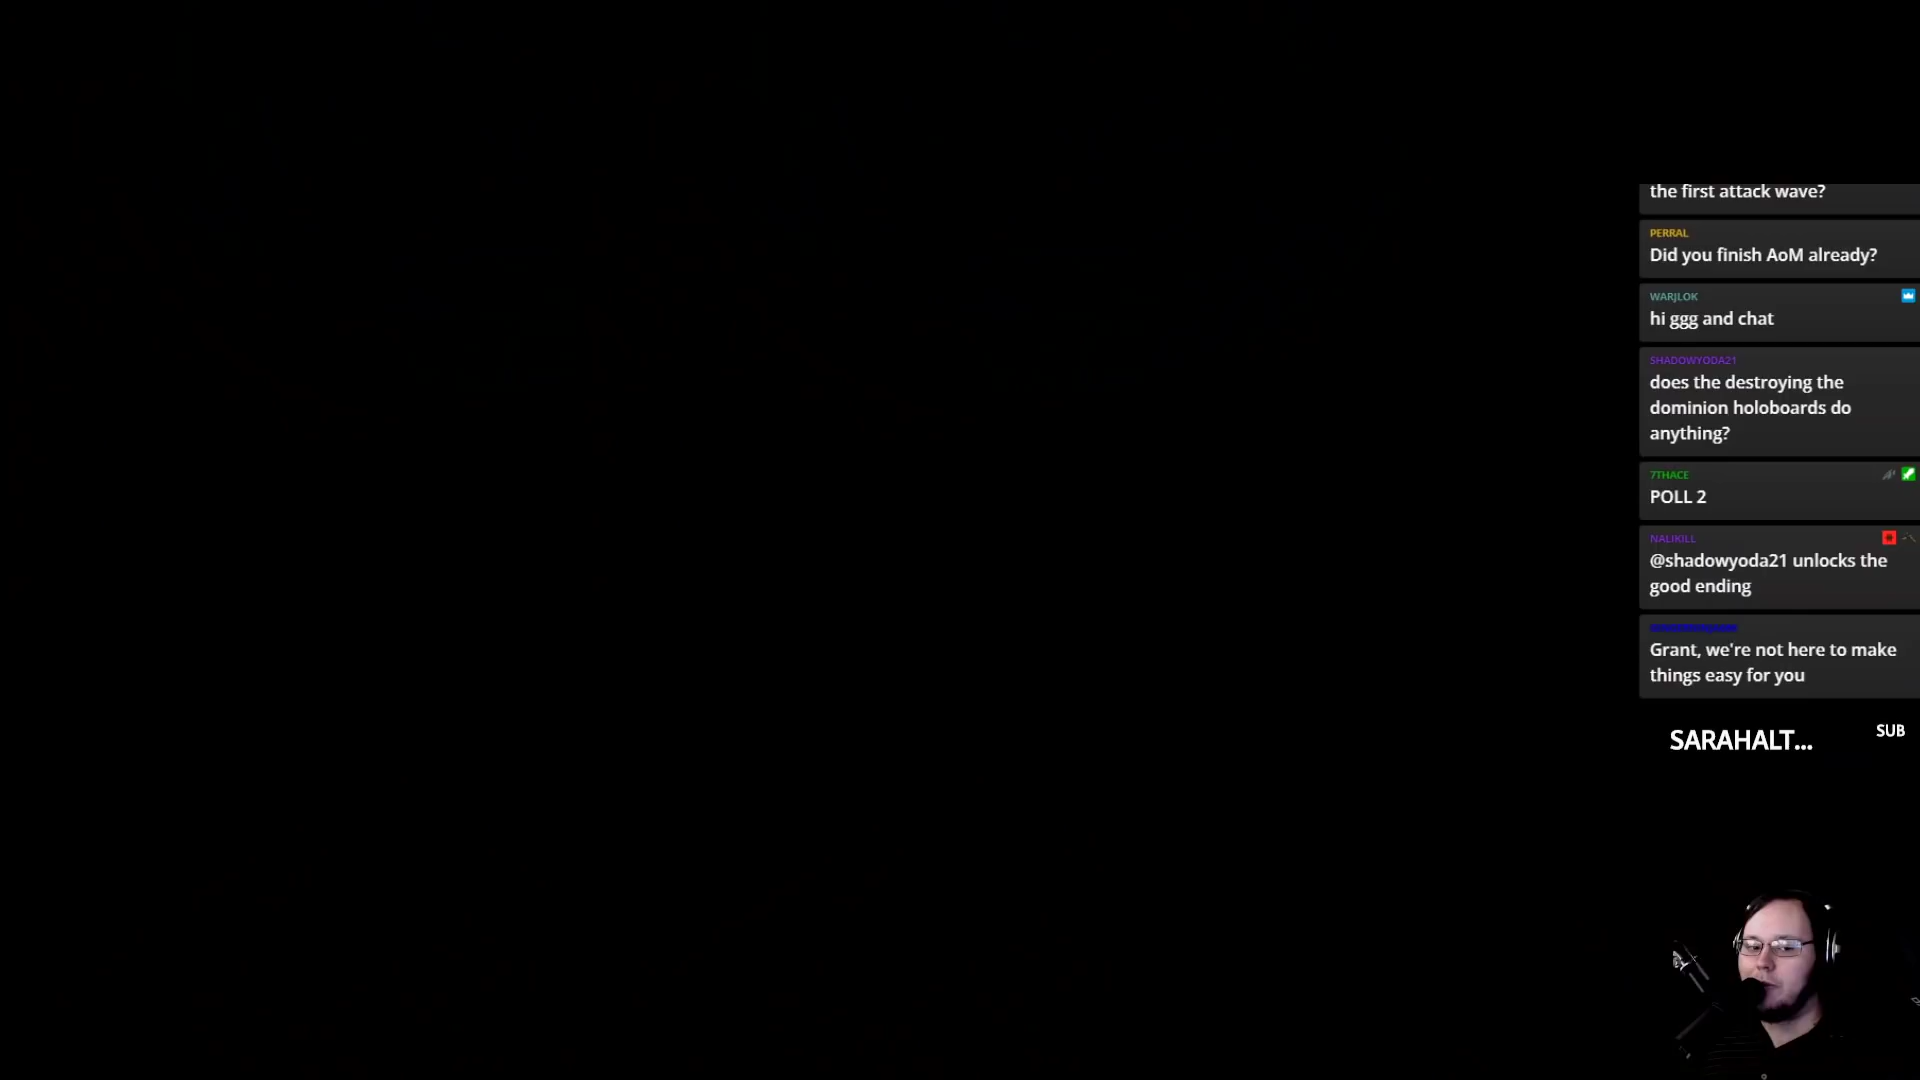 the first attack wave?
PERRAL
Did you finish AoM already?
WARJLOK
hi ggg and chat
SHADOWYODA21
does the destroying the
dominion holoboards do
anything?
7THACE
POLL 2
NALIKILL
@shadowyoda21 unlocks the
good ending
Grant, we're not here to make
things easy for you
SARAHALT...
SUB